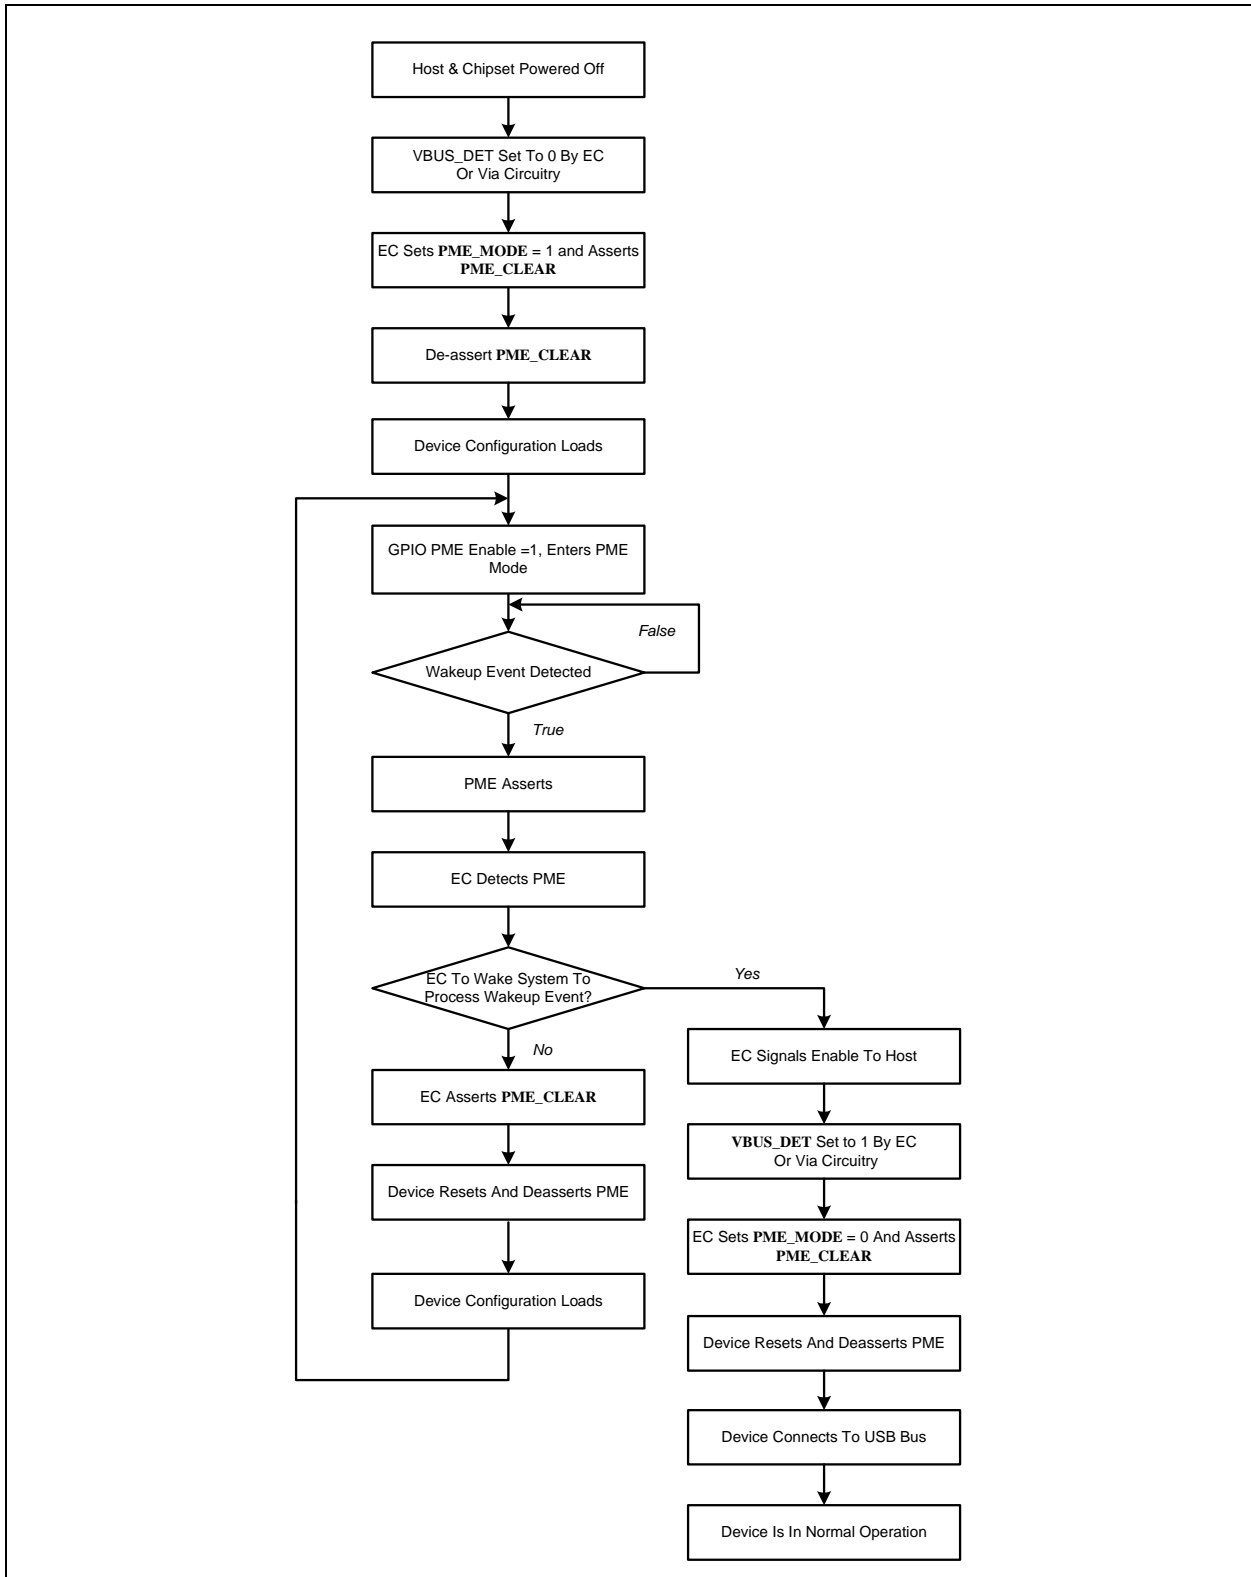 Host & Chipset Powered Off
VBUS_DET Set To 0 By EC
Or Via Circuitry
EC Sets PME_MODE = 1 and Asserts
PME_CLEAR
De-assert PME_CLEAR
Device Configuration Loads
GPIO PME Enable =1, Enters PME
Mode
False
Wakeup Event Detected
True
PME Asserts
EC Detects PME
EC To Wake System To
Process Wakeup Event?
Yes
No
EC Signals Enable To Host
EC Asserts PME_CLEAR
VBUS_DET Set to 1 By EC
Or Via Circuitry
Device Resets And Deasserts PME
EC Sets PME_MODE = 0 And Asserts
PME_CLEAR
Device Configuration Loads
Device Resets And Deasserts PME
Device Connects To USB Bus
Device Is In Normal Operation